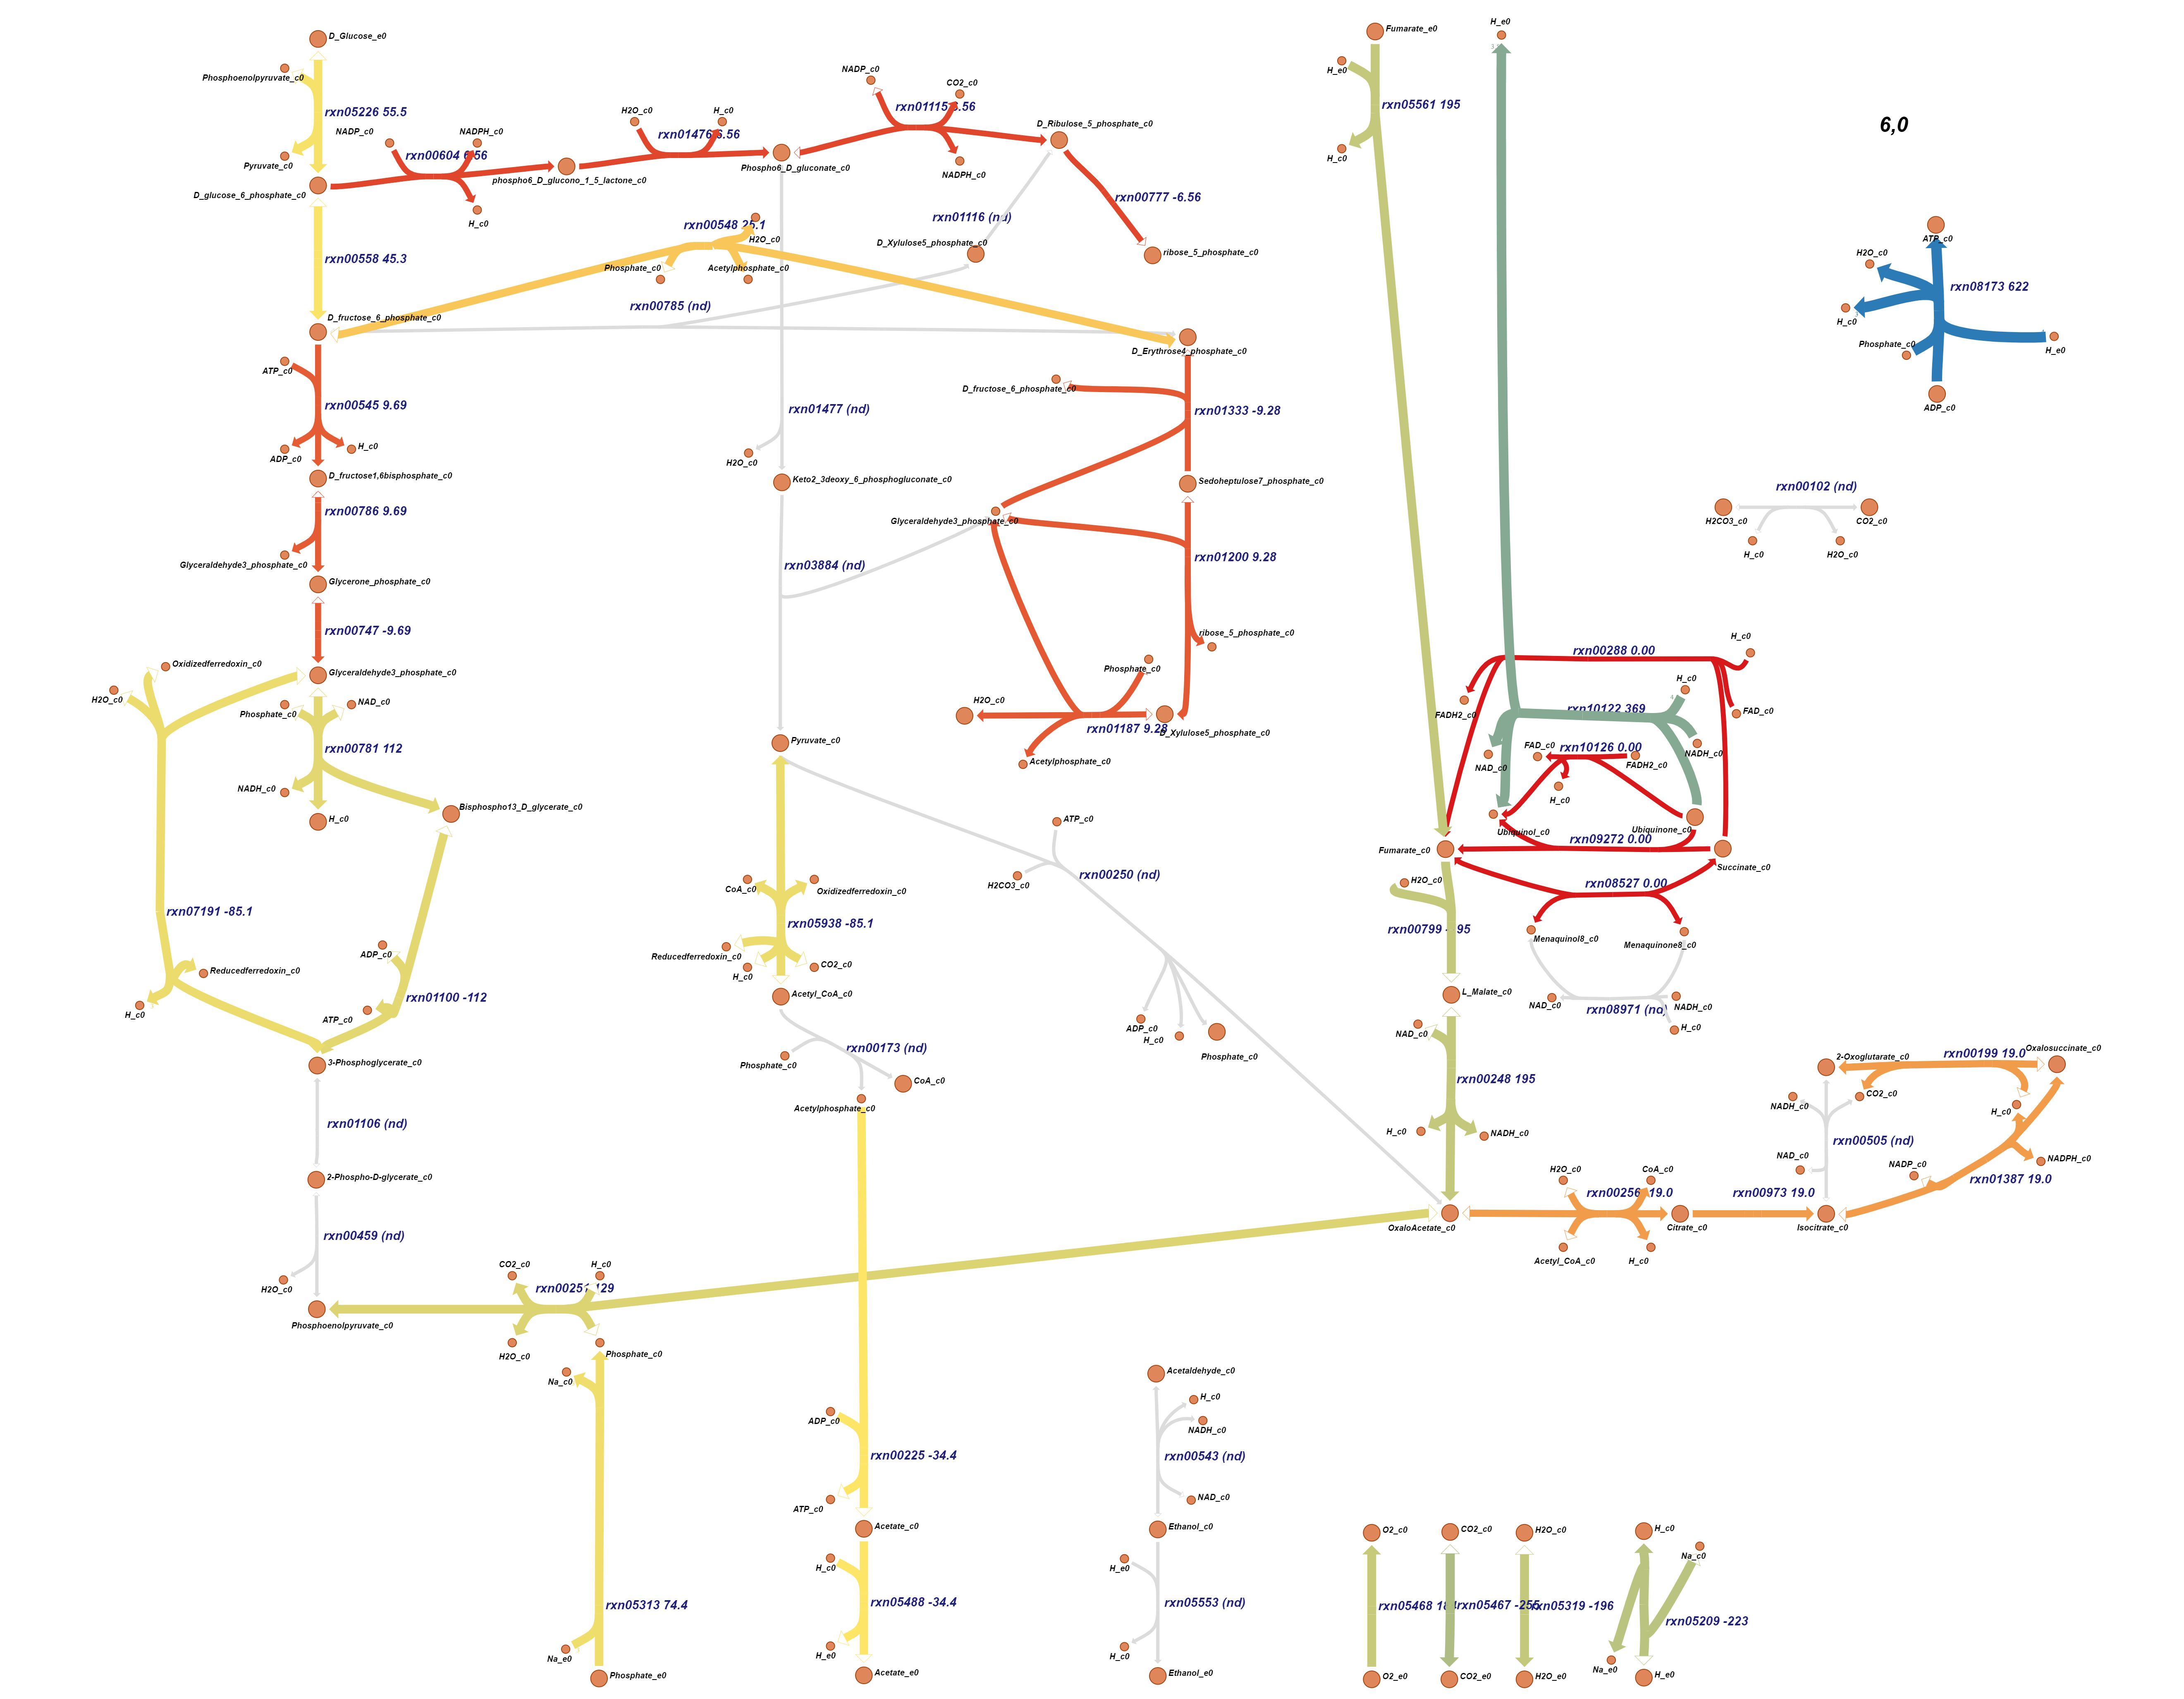 D_Glucose_e0
Phosphoenolpyruvate_c0
rxn05226 55.5
Pyruvate_c0
D_glucose_6_phosphate_c0
NADP_c0
NADPH_c0
rxn00604 6.56
H_c0
phospho6_D_glucono_1_5_lactone_c0
H2O_c0
H_c0
rxn01476 6.56
Phospho6_D_gluconate_c0
NADP_c0
CO2_c0
rxn01115 6.56
NADPH_c0
D_Ribulose_5_phosphate_c0
rxn00777 -6.56
ribose_5_phosphate_c0
rxn01116 (nd)
D_Xylulose5_phosphate_c0
rxn00558 45.3
rxn00548 25.1
H2O_c0
Phosphate_c0
Acetylphosphate_c0
rxn00785 (nd)
D_fructose_6_phosphate_c0
D_Erythrose4_phosphate_c0
ATP_c0
rxn00545 9.69
ADP_c0
H_c0
D_fructose1,6bisphosphate_c0
rxn00786 9.69
Glyceraldehyde3_phosphate_c0
Glycerone_phosphate_c0
rxn00747 -9.69
Glyceraldehyde3_phosphate_c0
rxn01477 (nd)
H2O_c0
Keto2_3deoxy_6_phosphogluconate_c0
rxn03884 (nd)
D_fructose_6_phosphate_c0
rxn01333 -9.28
Sedoheptulose7_phosphate_c0
Glyceraldehyde3_phosphate_c0
rxn01200 9.28
ribose_5_phosphate_c0
Phosphate_c0
H2O_c0
rxn01187 9.28
D_Xylulose5_phosphate_c0
Acetylphosphate_c0
Oxidizedferredoxin_c0
H2O_c0
Phosphate_c0
NAD_c0
rxn00781 112
NADH_c0
H_c0
Bisphospho13_D_glycerate_c0
rxn07191 -85.1
Reducedferredoxin_c0
H_c0
ADP_c0
rxn01100 -112
ATP_c0
3-Phosphoglycerate_c0
rxn01106 (nd)
2-Phospho-D-glycerate_c0
rxn00459 (nd)
H2O_c0
Phosphoenolpyruvate_c0
Pyruvate_c0
CoA_c0
Oxidizedferredoxin_c0
rxn05938 -85.1
Reducedferredoxin_c0
H_c0
CO2_c0
Acetyl_CoA_c0
rxn00173 (nd)
Phosphate_c0
CoA_c0
Acetylphosphate_c0
ATP_c0
H2CO3_c0
rxn00250 (nd)
ADP_c0
H_c0
Phosphate_c0
CO2_c0
H_c0
rxn00251 129
H2O_c0
Phosphate_c0
Na_c0
rxn05313 74.4
Na_e0
Phosphate_e0
ADP_c0
rxn00225 -34.4
ATP_c0
Acetate_c0
H_c0
rxn05488 -34.4
H_e0
Acetate_e0
Acetaldehyde_c0
H_c0
NADH_c0
rxn00543 (nd)
NAD_c0
Ethanol_c0
H_e0
rxn05553 (nd)
H_c0
Ethanol_e0
Fumarate_e0
H_e0
rxn05561 195
H_c0
H_e0
6,0
ATP_c0
H2O_c0
rxn08173 622
H_c0
Phosphate_c0
H_e0
ADP_c0
rxn00102 (nd)
H2CO3_c0
CO2_c0
H_c0
H2O_c0
H_c0
rxn00288 0.00
FADH2_c0
FAD_c0
H_c0
rxn10122 369
NAD_c0
NADH_c0
FAD_c0
rxn10126 0.00
FADH2_c0
H_c0
Ubiquinol_c0
Ubiquinone_c0
rxn09272 0.00
Fumarate_c0
Succinate_c0
rxn08527 0.00
Menaquinol8_c0
Menaquinone8_c0
NAD_c0
NADH_c0
rxn08971 (nd)
H_c0
H2O_c0
rxn00799 -195
L_Malate_c0
NAD_c0
rxn00248 195
H_c0
NADH_c0
OxaloAcetate_c0
H2O_c0
CoA_c0
rxn00256 -19.0
Acetyl_CoA_c0
H_c0
Citrate_c0
rxn00973 19.0
Isocitrate_c0
2-Oxoglutarate_c0
rxn00199 19.0
Oxalosuccinate_c0
NADH_c0
CO2_c0
H_c0
rxn00505 (nd)
NAD_c0
NADP_c0
NADPH_c0
rxn01387 19.0
O2_c0
CO2_c0
H2O_c0
H_c0
Na_c0
rxn05467 -255
rxn05319 -196
rxn05209 -223
O2_e0
CO2_e0
H2O_e0
Na_e0
H_e0